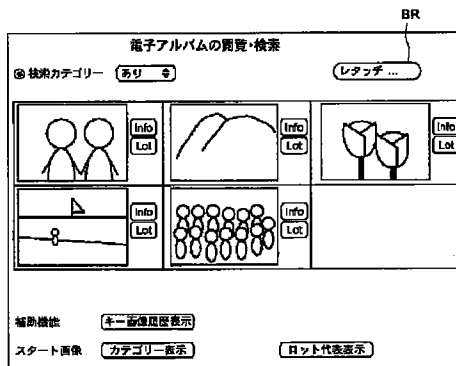 BR
電子アルバムの閲覧・検索
検索カテゴリー あり レタッチ ...
Info Info Info
Lot Lot Lot
Info Info
Lot Lot
補助機能 キー画像履歴表示
スタート画像 カテゴリー表示 ロット代表表示